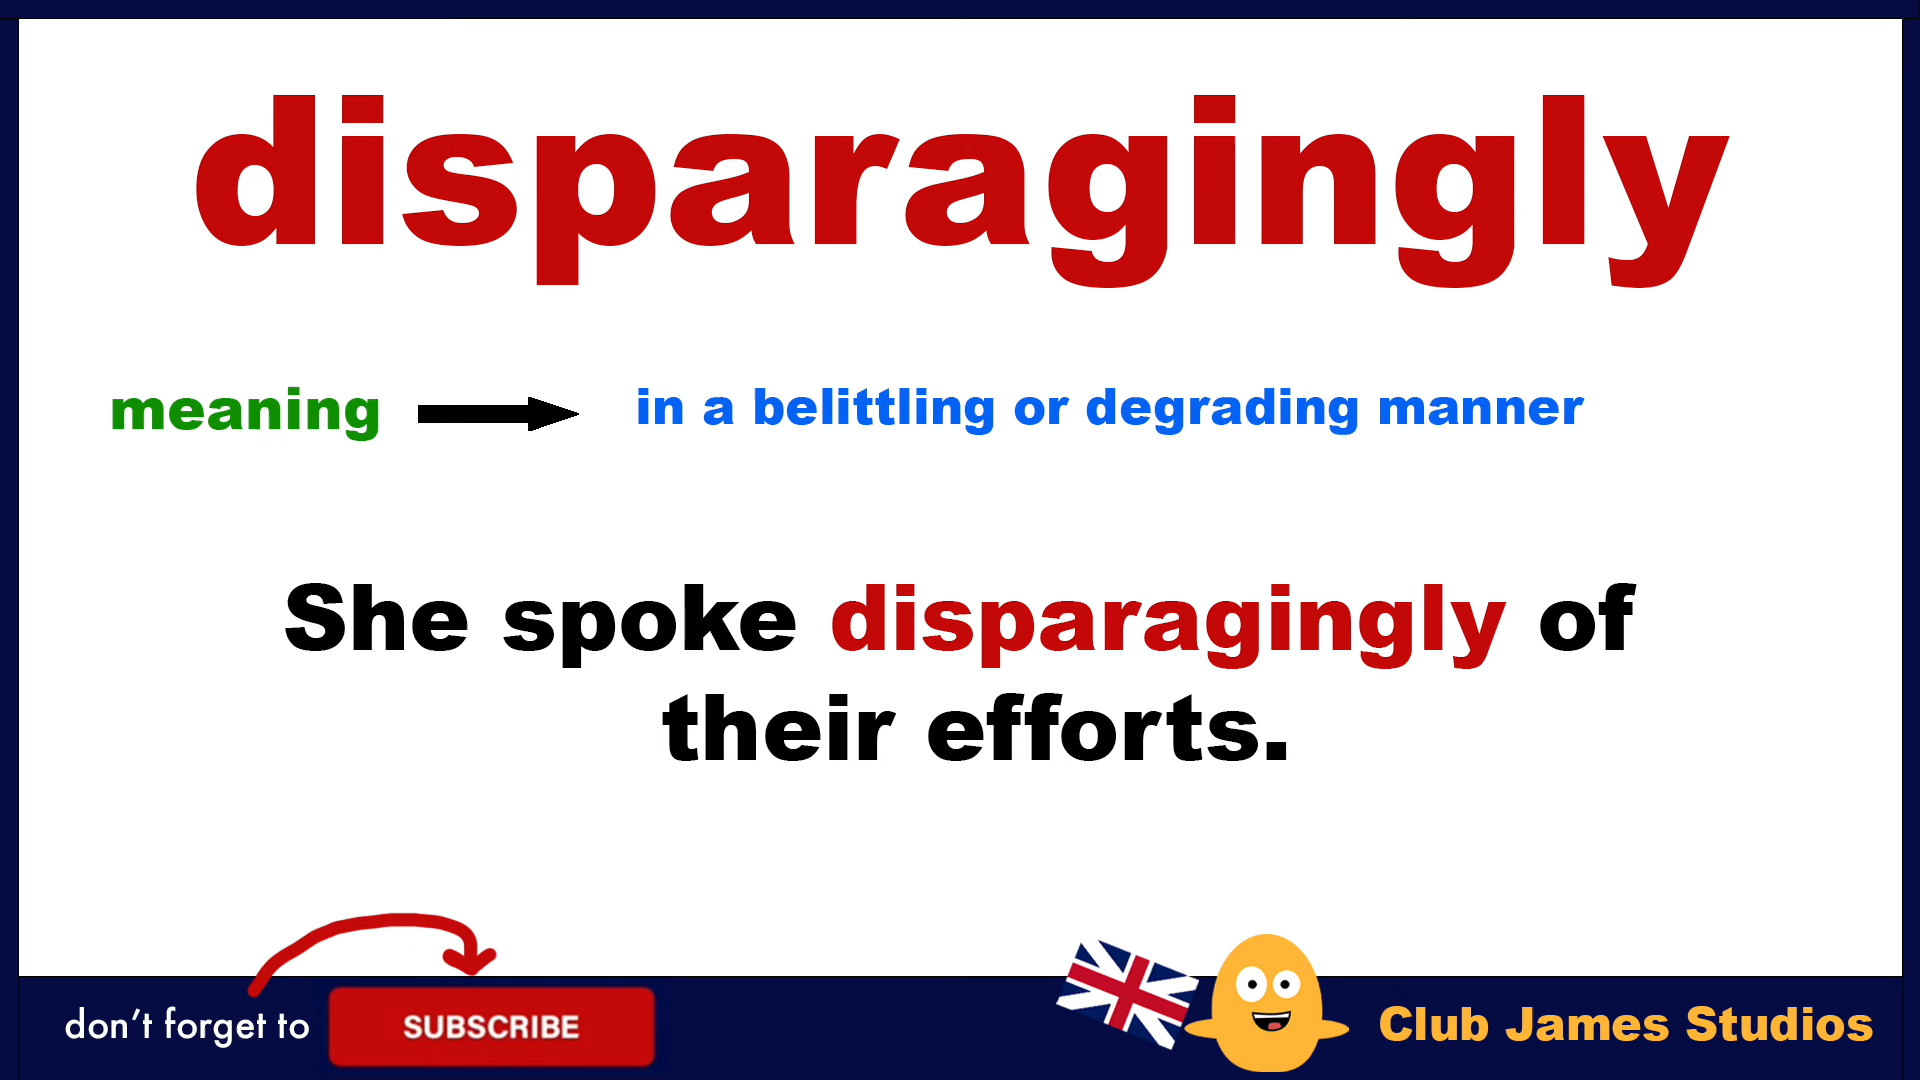 disparagingly
meaning in a belittling or degrading manner
She spoke disparagingly of
their efforts.
don't forget to SUBSCRIBE
Club James Studios